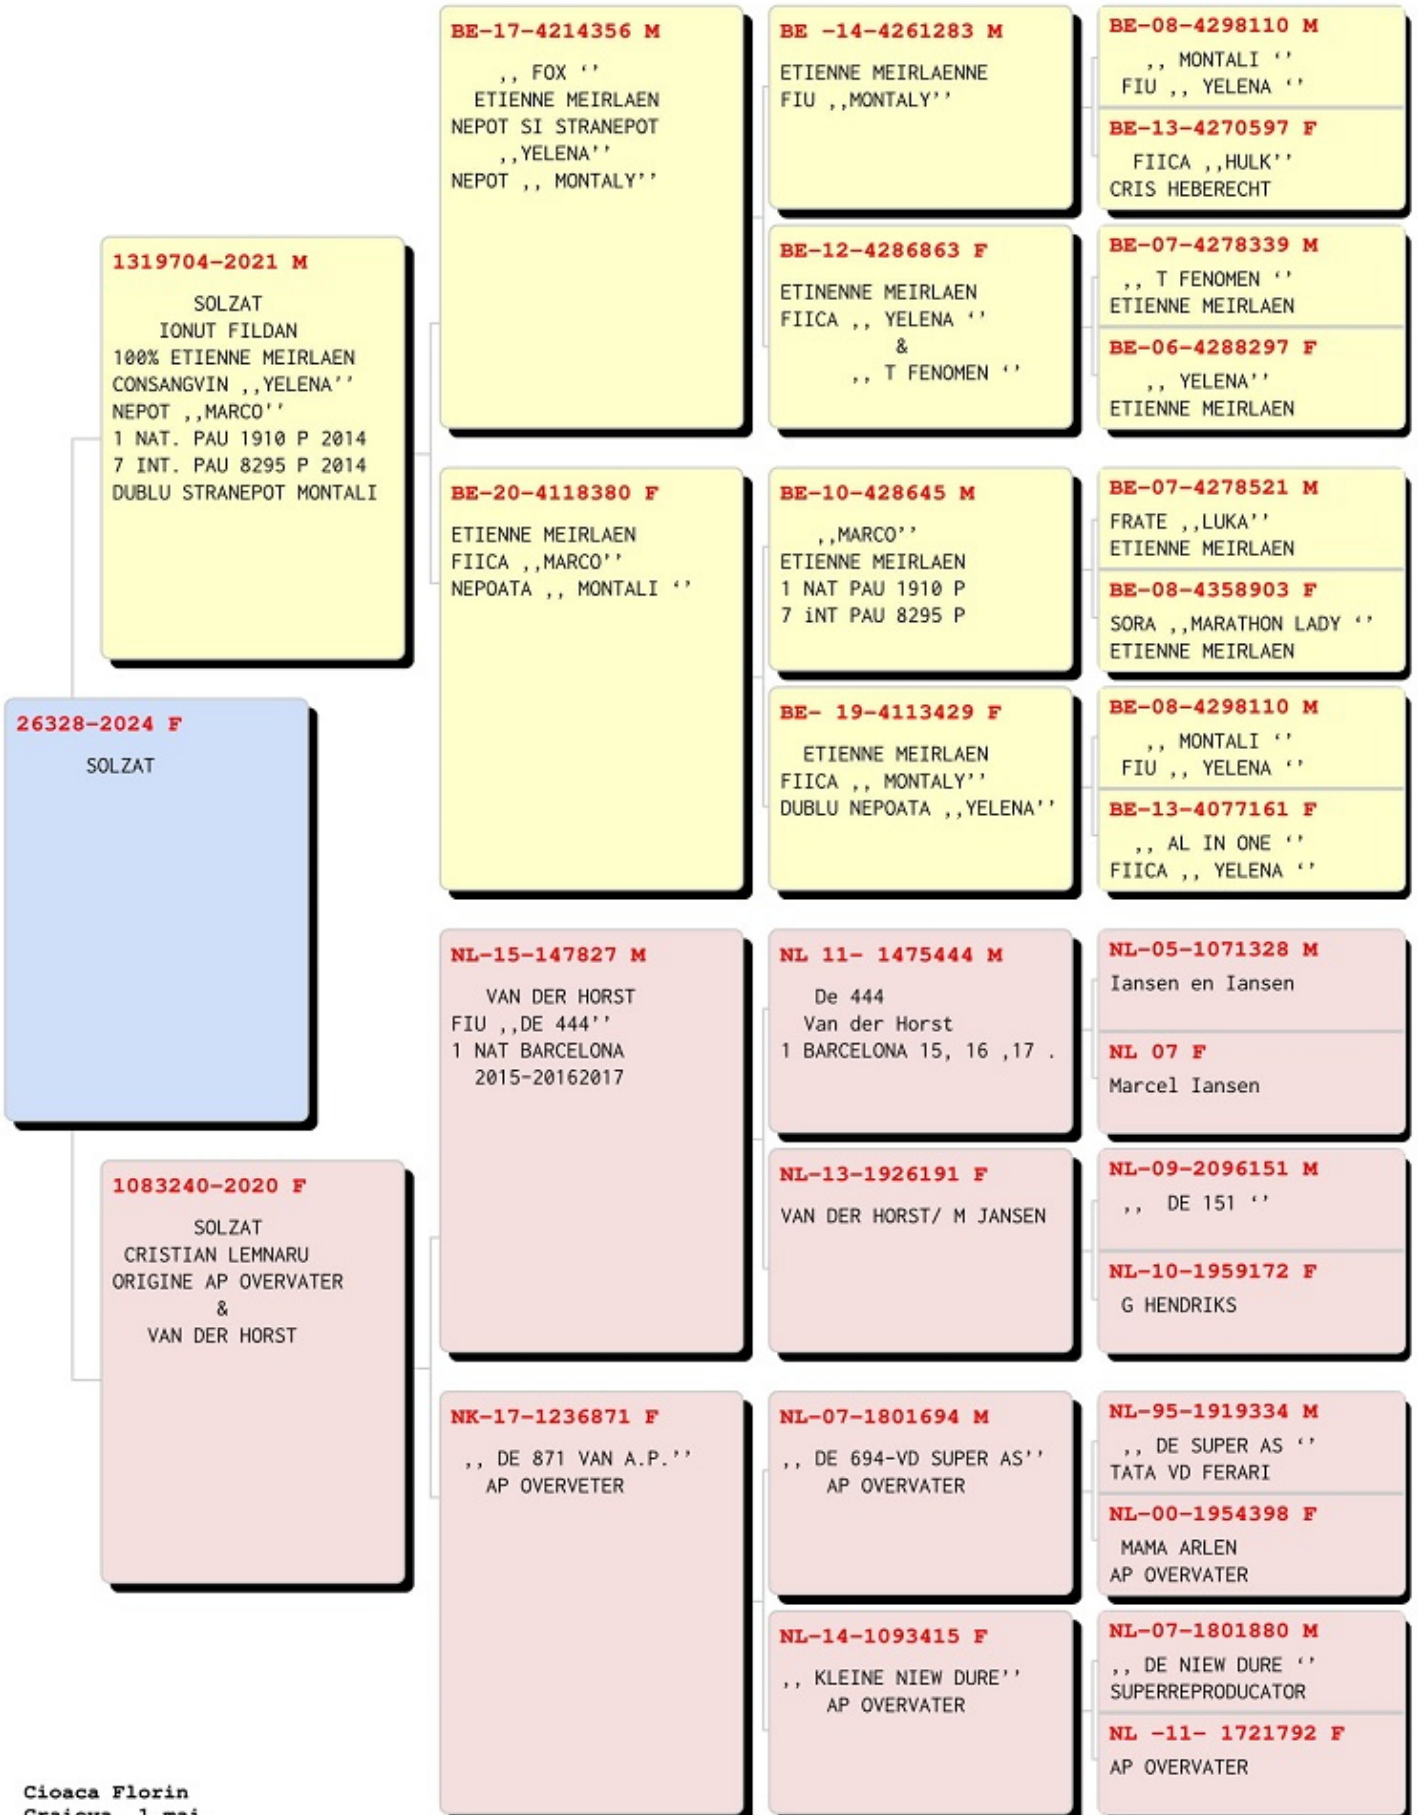 26328-2024 F
SOLZAT
1319704-2021 M
SOLZAT
IONUT FILDAN
100% ETIENNE MEIRLAEN
CONSANGVIN ,,YELENA’’
NEPOT ,,MARCO’’
1 NAT. PAU 1910 P 2014
7 INT. PAU 8295 P 2014
DUBLU STRANEPOT MONTALI
1083240-2020 F
SOLZAT
CRISTIAN LEMNARU
ORIGINE AP OVERVATER
&
VAN DER HORST
BE-17-4214356 M
,, FOX ‘’
ETIENNE MEIRLAEN
NEPOT SI STRANEPOT
,,YELENA’’
NEPOT ,, MONTALY’’
BE-20-4118380 F
ETIENNE MEIRLAEN
FIICA ,,MARCO’’
NEPOATA ,, MONTALI ‘’
NL-15-147827 M
VAN DER HORST
FIU ,,DE 444’’
1 NAT BARCELONA
2015-20162017
NK-17-1236871 F
,, DE 871 VAN A.P.’’
AP OVERVETER
BE -14-4261283 M
ETIENNE MEIRLAENNE
FIU ,,MONTALY’’
BE-12-4286863 F
ETINENNE MEIRLAEN
FIICA ,, YELENA ‘’
&
,, T FENOMEN ‘’
BE-10-428645 M
,,MARCO’’
ETIENNE MEIRLAEN
1 NAT PAU 1910 P
7 iNT PAU 8295 P
BE- 19-4113429 F
ETIENNE MEIRLAEN
FIICA ,, MONTALY’’
DUBLU NEPOATA ,,YELENA’’
NL 11- 1475444 M
De 444
Van der Horst
1 BARCELONA 15, 16 ,17 .
NL-13-1926191 F
VAN DER HORST/ M JANSEN
NL-07-1801694 M
,, DE 694-VD SUPER AS’’
AP OVERVATER
NL-14-1093415 F
,, KLEINE NIEW DURE’’
AP OVERVATER
BE-08-4298110 M
,, MONTALI ‘’
FIU ,, YELENA ‘’
BE-13-4270597 F
FIICA ,,HULK’’
CRIS HEBERECHT
BE-07-4278339 M
,, T FENOMEN ‘’
ETIENNE MEIRLAEN
BE-06-4288297 F
,, YELENA’’
ETIENNE MEIRLAEN
BE-07-4278521 M
FRATE ,,LUKA’’
ETIENNE MEIRLAEN
BE-08-4358903 F
SORA ,,MARATHON LADY ‘’
ETIENNE MEIRLAEN
BE-08-4298110 M
,, MONTALI ‘’
FIU ,, YELENA ‘’
BE-13-4077161 F
,, AL IN ONE ‘’
FIICA ,, YELENA ‘’
NL-05-1071328 M
Iansen en Iansen
NL 07 F
Marcel Iansen
NL-09-2096151 M
,, DE 151 ‘’
NL-10-1959172 F
G HENDRIKS
NL-95-1919334 M
,, DE SUPER AS ‘’
TATA VD FERARI
NL-00-1954398 F
MAMA ARLEN
AP OVERVATER
NL-07-1801880 M
,, DE NIEW DURE ‘’
SUPERREPRODUCATOR
NL -11- 1721792 F
AP OVERVATER
Cioaca Florin
Craiova, 1 mai